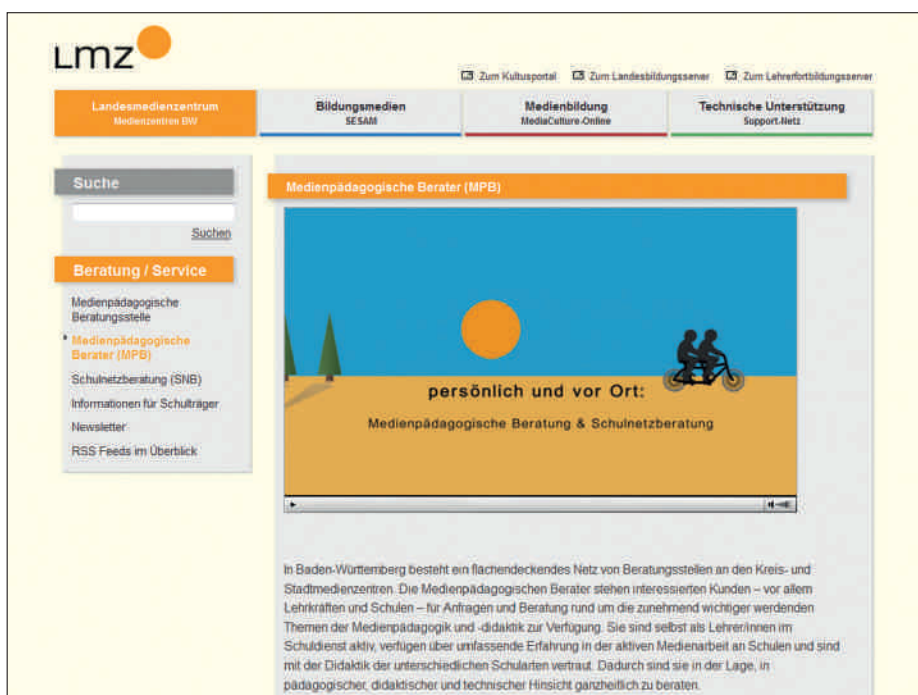 Lmz
Zum Kultusportal Zum Landesbildungsserver Zum Lehrerfortbildungsserver
Landesmedienzentrum
Medienzentren BW
Bildungsmedien
SESAM
Medienbildung
MediaCulture-Online
Technische Unterstützung
Support-Netz
Suche
Suchen
Beratung / Service
Medienpädagogische
Beratungsstelle
Medienpädagogische
Berater (MPB)
Schulnetzberatung (SNB)
Informationen für Schulträger
Newsletter
RSS Feeds im Überblick
Medienpädagogische Berater (MPB)
persönlich und vor Ort:
Medienpädagogische Beratung & Schulnetzberatung
In Baden-Württemberg besteht ein flächendeckendes Netz von Beratungsstellen an den Kreis- und
Stadtmedienzentren. Die Medienpädagogischen Berater stehen interessierten Kunden – vor allem
Lehrkräften und Schulen – für Anfragen und Beratung rund um die zunehmend wichtiger werdenden
Themen der Medienpädagogik und -didaktik zur Verfügung. Sie sind selbst als Lehrer/innen im
Schuldienst aktiv, verfügen über umfassende Erfahrung in der aktiven Medienarbeit an Schulen und sind
mit der Didaktik der unterschiedlichen Schularten vertraut. Dadurch sind sie in der Lage, in
pädagogischer, didaktischer und technischer Hinsicht ganzheitlich zu beraten.